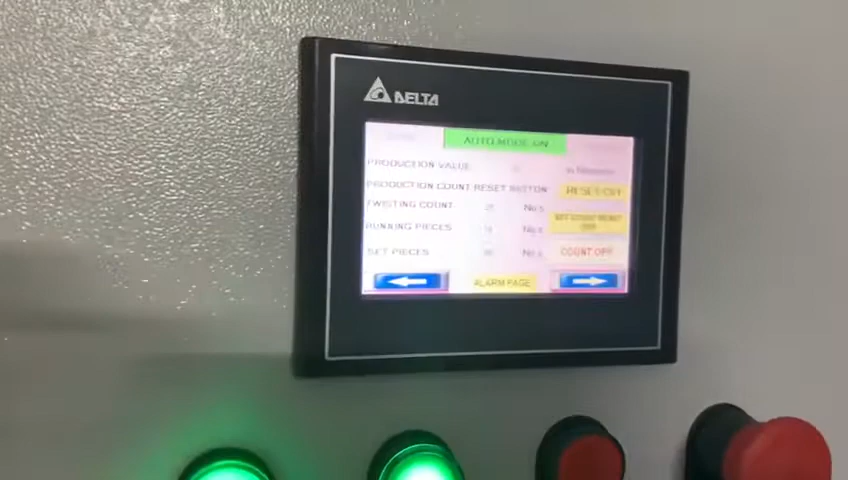 DELTA
AUTO MODE ON
PRODUCTION VALUE
PRODUCTION COUNT RESET BUTTON RESET OFF
TWISTING COUNT No's
RUNNING PIECES No's
SET PIECES No's COUNT OFF
ALARM PAGE